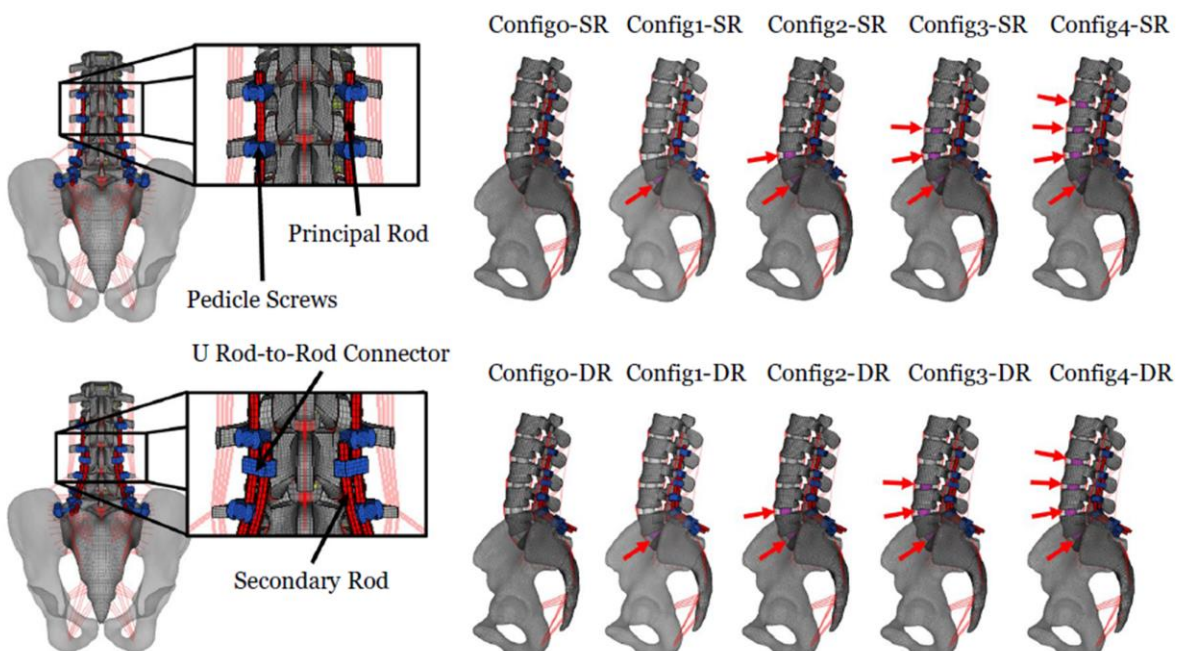 Config0-SR Config1-SR Config2-SR Config3-SR Config4-SR
Principal Rod
Pedicle Screws
U Rod-to-Rod Connector
Config0-DR Config1-DR Config2-DR Config3-DR Config4-DR
Secondary Rod